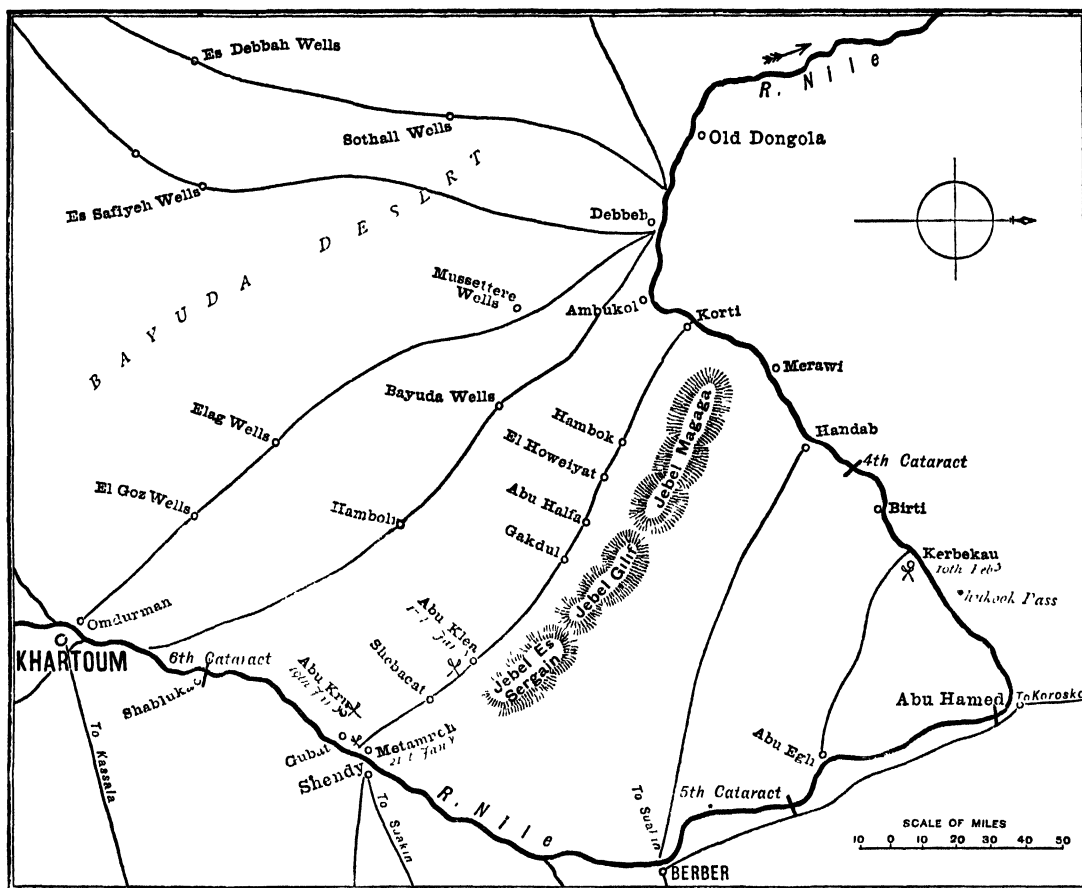 Es Debbah Wells
R. Nile
Sothall Wells
Old Dongola
Es Safiyeh Wells
BAYUDA DESERT
Debbeh
Mussettere
Wells
Ambukol
Korti
Merawi
Bayuda Wells
Elag Wells
Hambok
Handab
El Howeiyat
Jebel Magaga
4th Cataract
El Goz Wells
Abu Halfa
Birti
Gakdul
Kerbekau
10th Feb
Jebel Gilif
Pass
Omdurman
Abu Klea
KHARTOUM
6th Cataract
Shebacat
Jebel Es
Sergain
Shabluka
Abu Kru
Abu Hamed
To Korosko
Gubat
Metamneh
Abu Egli
To Kassala
Shendy
R. Nile
5th Cataract
To Suakin
SCALE OF MILES
10 0 10 20 30 40 50
BERBER